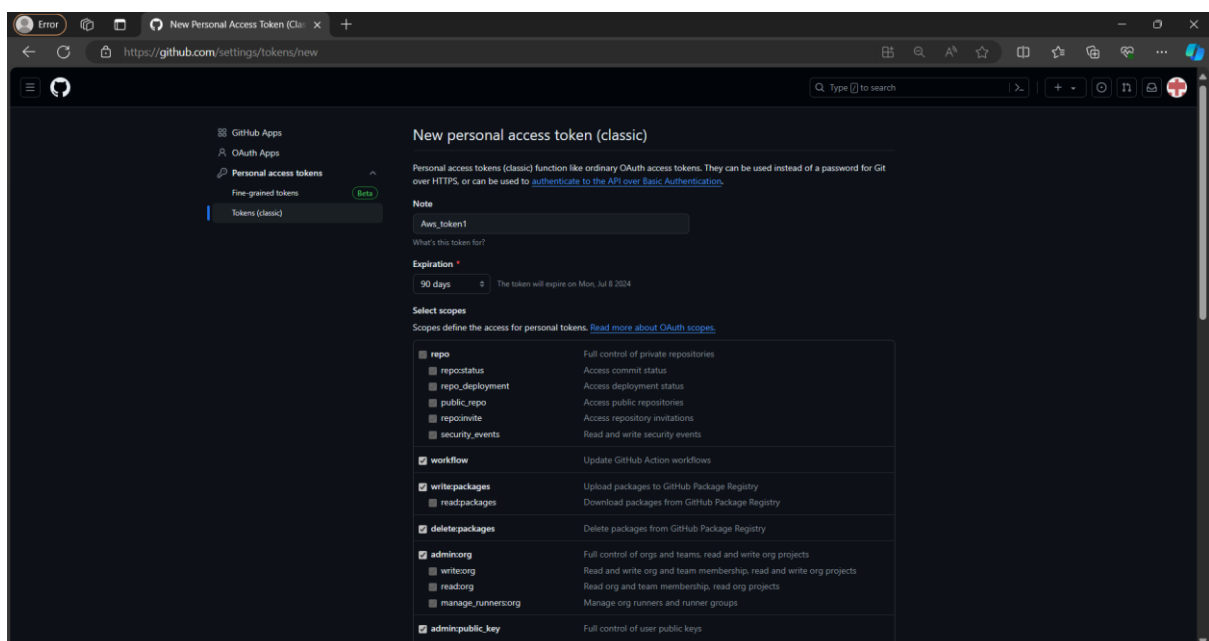 Error
New Personal Access Token (Clas
https://github.com/settings/tokens/new
Type / to search
GitHub Apps
OAuth Apps
Personal access tokens
Fine-grained tokens Beta
Tokens (classic)
New personal access token (classic)
Personal access tokens (classic) function like ordinary OAuth access tokens. They can be used instead of a password for Git
over HTTPS, or can be used to authenticate to the API over Basic Authentication.
Note
Aws_token1
What's this token for?
Expiration *
90 days The token will expire on Mon, Jul 8 2024
Select scopes
Scopes define the access for personal tokens. Read more about OAuth scopes.
repo Full control of private repositories
repo:status Access commit status
repo_deployment Access deployment status
public_repo Access public repositories
repo:invite Access repository invitations
security_events Read and write security events
workflow Update GitHub Action workflows
write:packages Upload packages to GitHub Package Registry
read:packages Download packages from GitHub Package Registry
delete:packages Delete packages from GitHub Package Registry
admin:org Full control of orgs and teams, read and write org projects
write:org Read and write org and team membership, read and write org projects
read:org Read org and team membership, read org projects
manage_runners:org Manage org runners and runner groups
admin:public_key Full control of user public keys